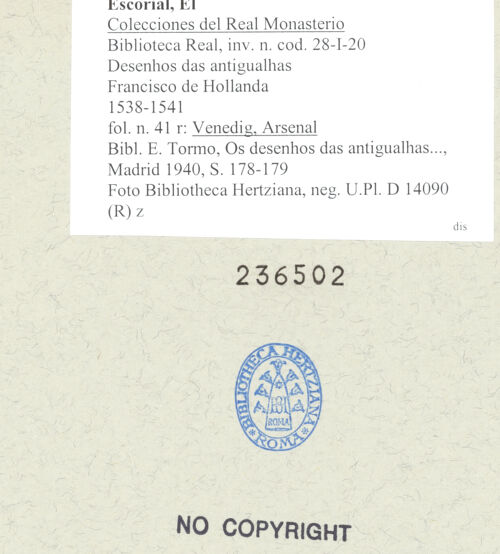 Escorial, El
Colecciones del Real Monasterio
Biblioteca Real, inv. n. cod. 28-I-20
Desenhos das antigualhas
Francisco de Hollanda
1538-1541
fol. n. 41 r: Venedig, Arsenal
Bibl. E. Tormo, Os desenhos das antigualhas...,
Madrid 1940, S. 178-179
Foto Bibliotheca Hertziana, neg. U.Pl. D 14090
(R) z
dis
236502
BIBLIOTHECA HERTZIANA
ROMA
ROMA
NO COPYRIGHT